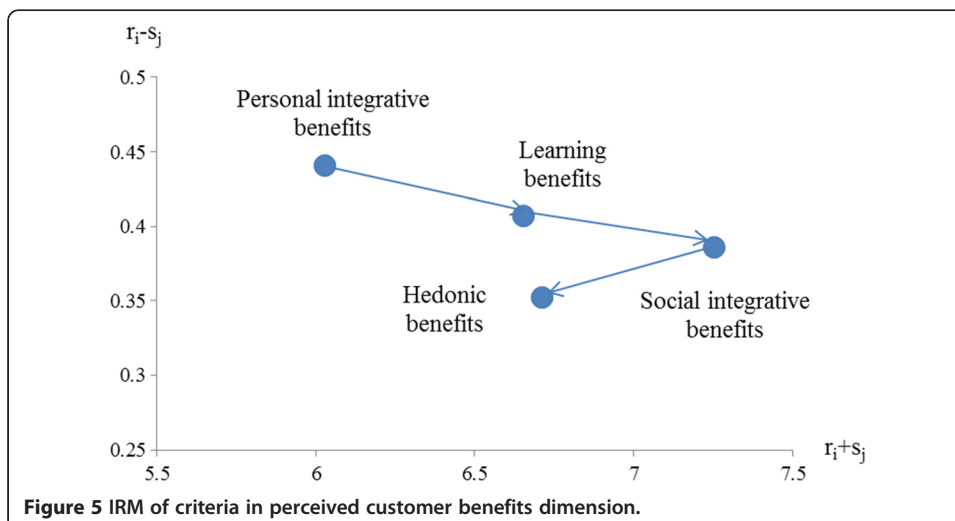 rᵢ-sⱼ
0.5
Personal integrative
benefits
0.45
Learning
benefits
0.4
Hedonic
benefits
0.35
Social integrative
benefits
0.3
0.25
rᵢ+sⱼ
5.5 6 6.5 7 7.5
Figure 5 IRM of criteria in perceived customer benefits dimension.